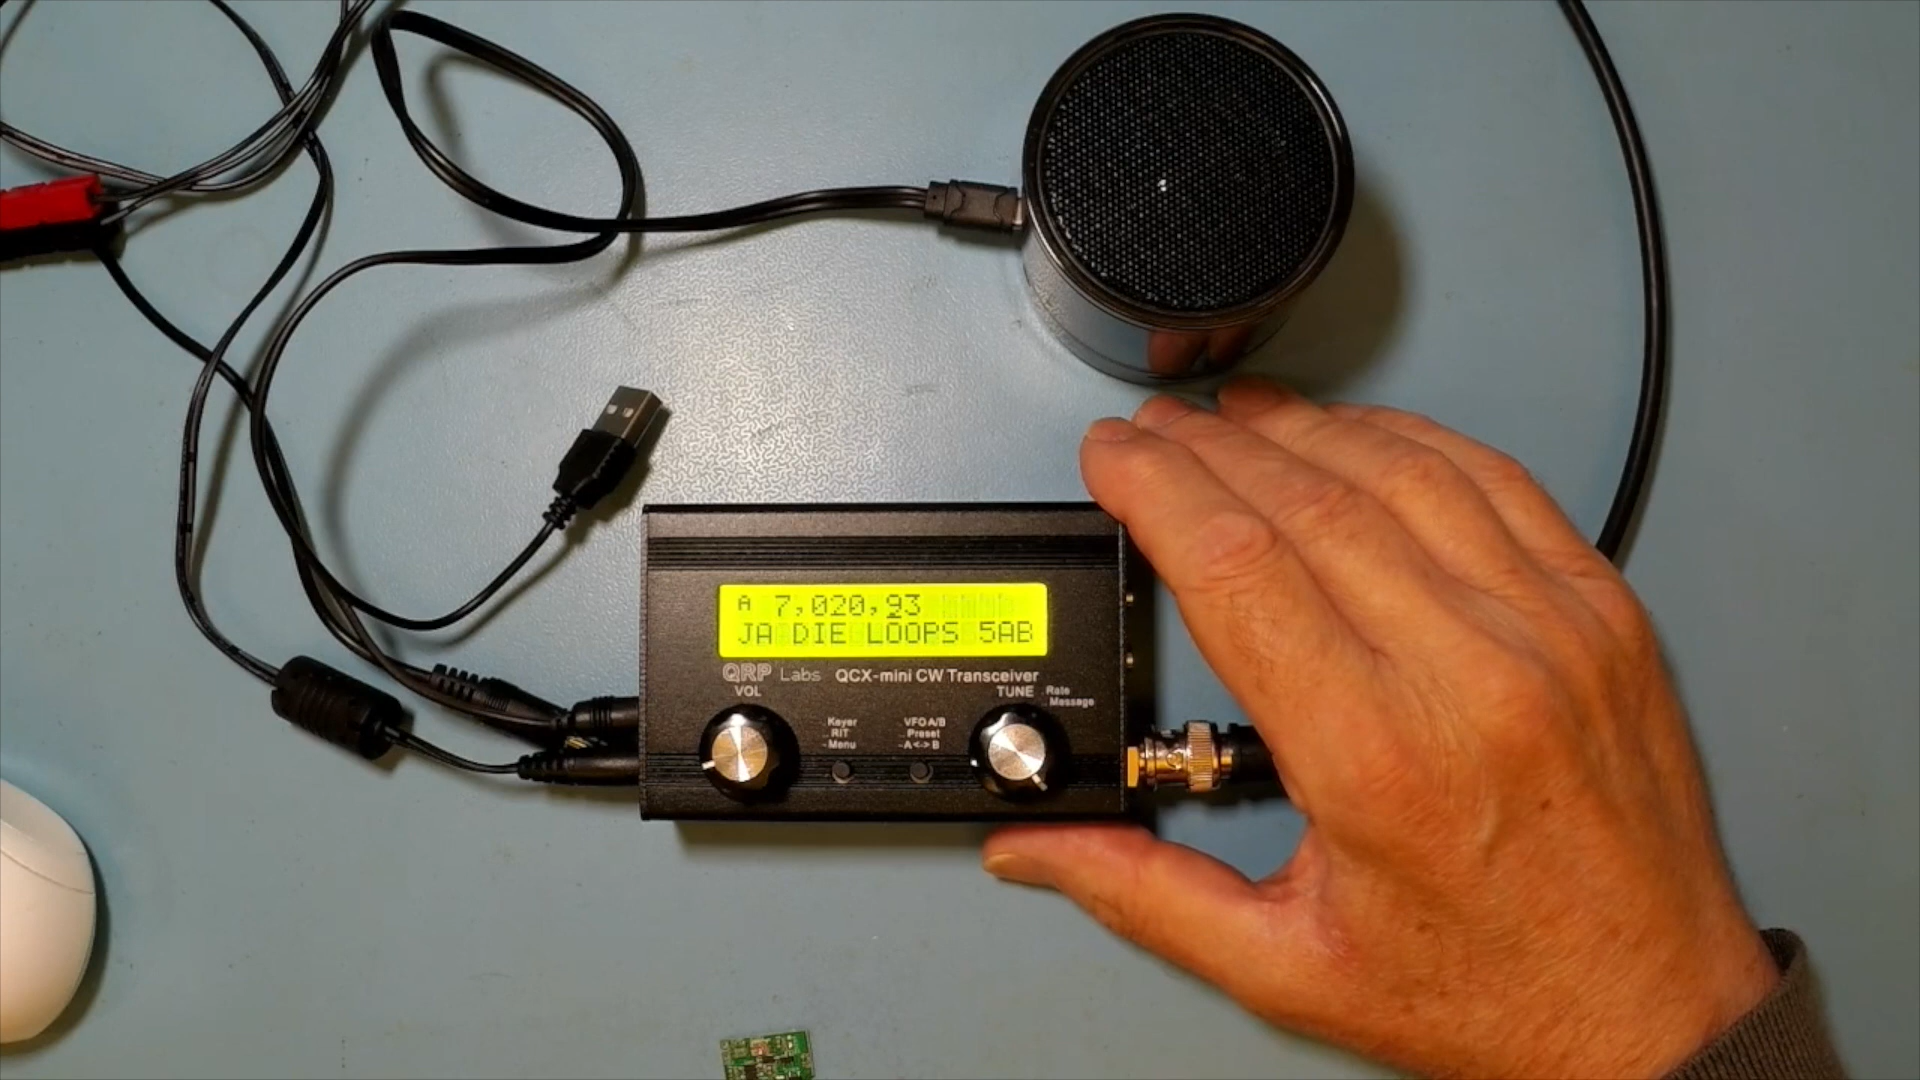 A 7,020,93
JA DIE LOOPS 5AB
QRP Labs QCX-mini CW Transceiver
VOL
TUNE
Rate
Message
Keyer
RIT
Menu
VFO A/B
Preset
A<->B